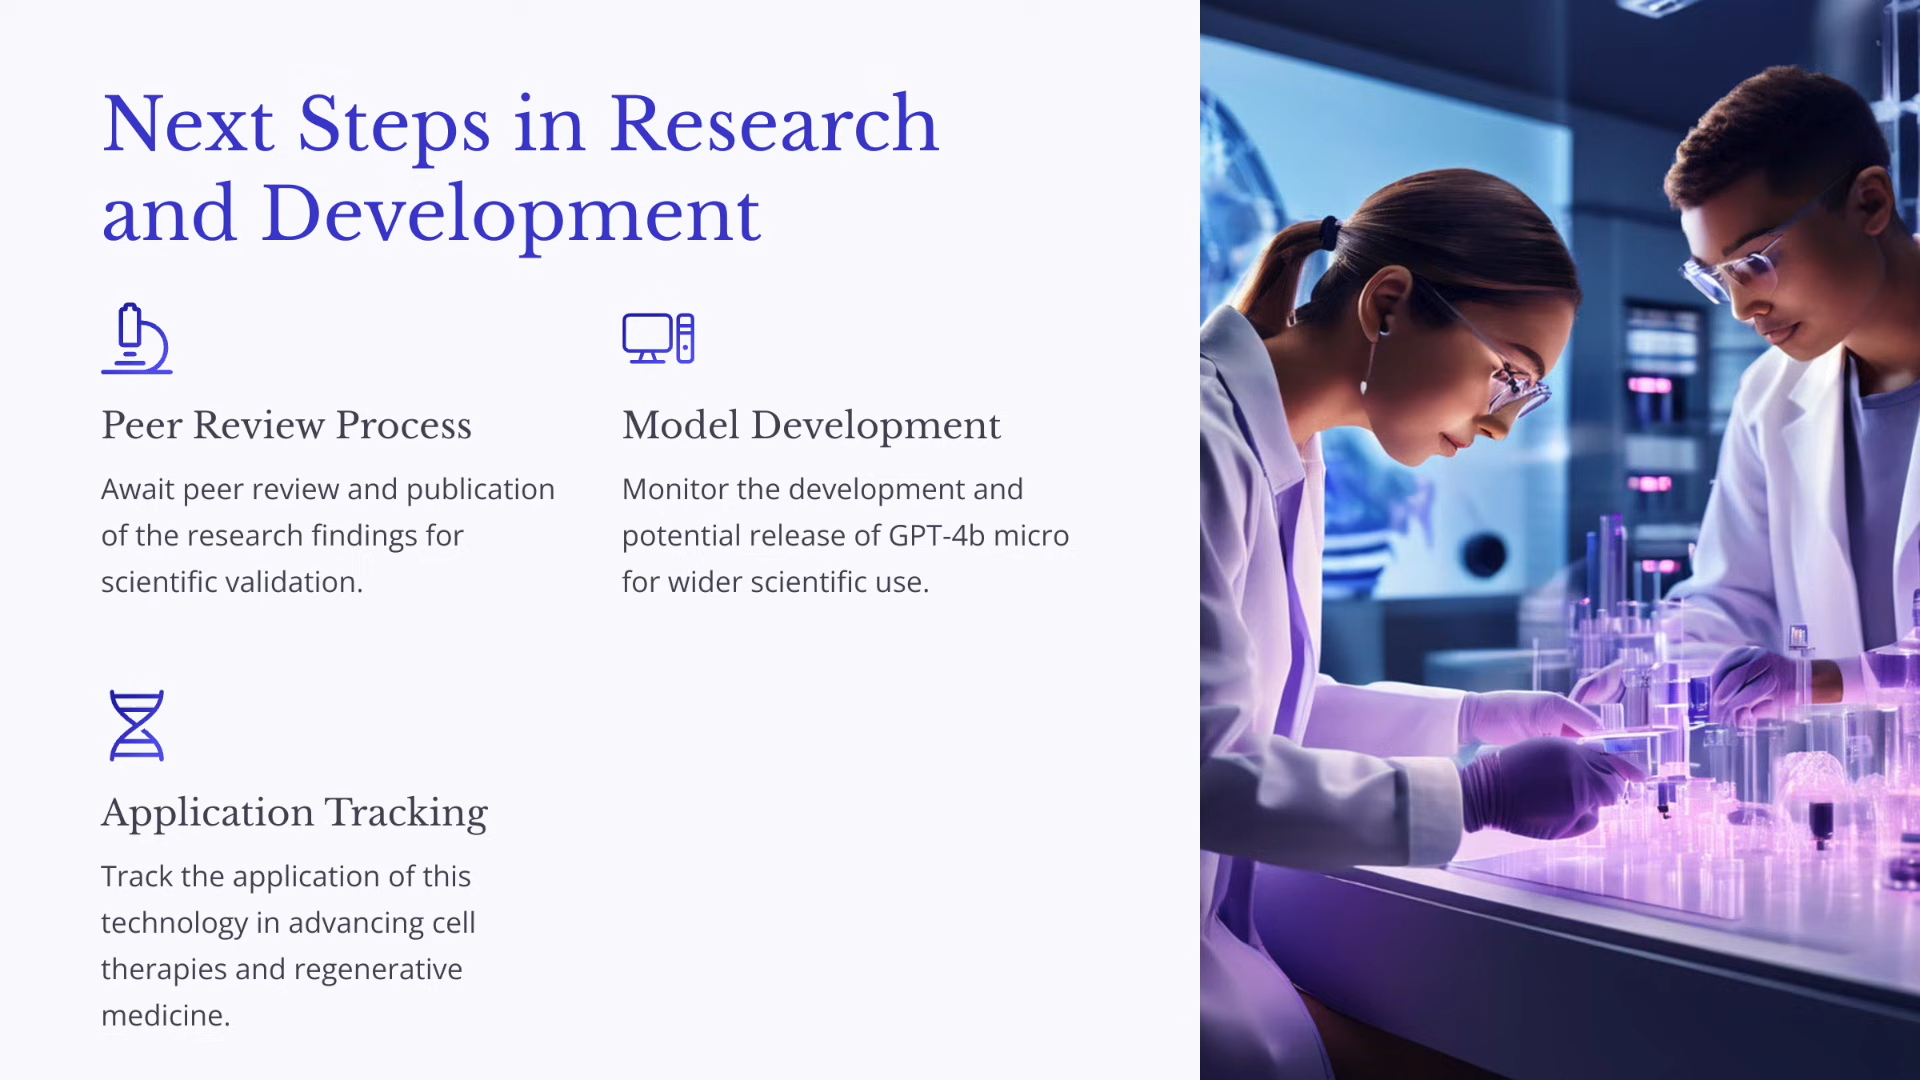 Next Steps in Research
and Development
Peer Review Process
Await peer review and publication
of the research findings for
scientific validation.
Model Development
Monitor the development and
potential release of GPT-4b micro
for wider scientific use.
Application Tracking
Track the application of this
technology in advancing cell
therapies and regenerative
medicine.